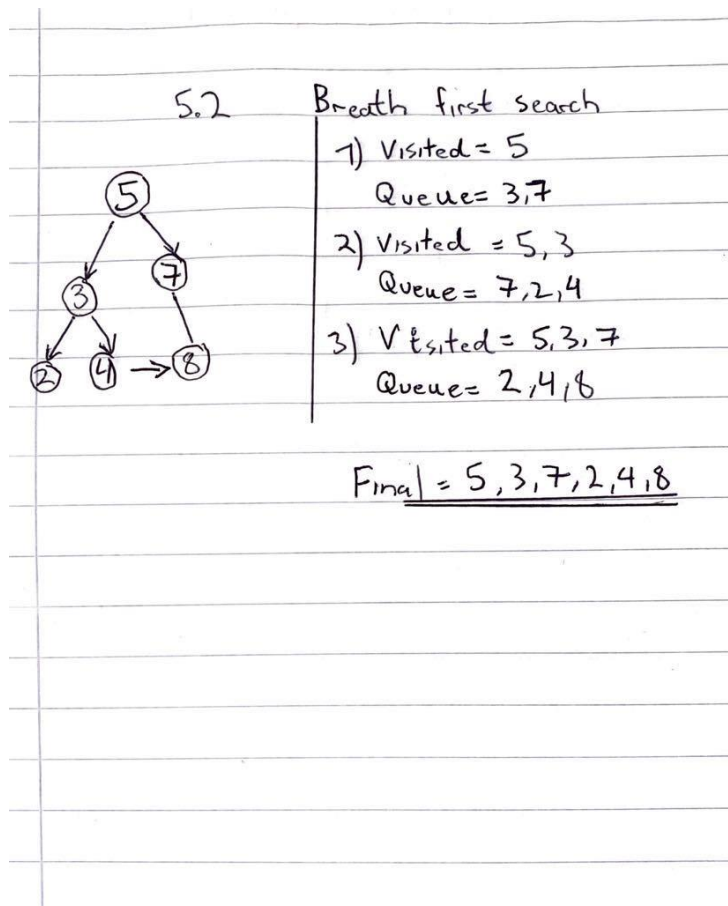 5.2 Breath first search
1) Visited = 5
Queue= 3,7
2) Visited = 5,3
Queue = 7,2,4
3) Visited = 5,3,7
Queue= 2,4,8
Final = 5,3,7,2,4,8
5
7
3
2 4 → 8